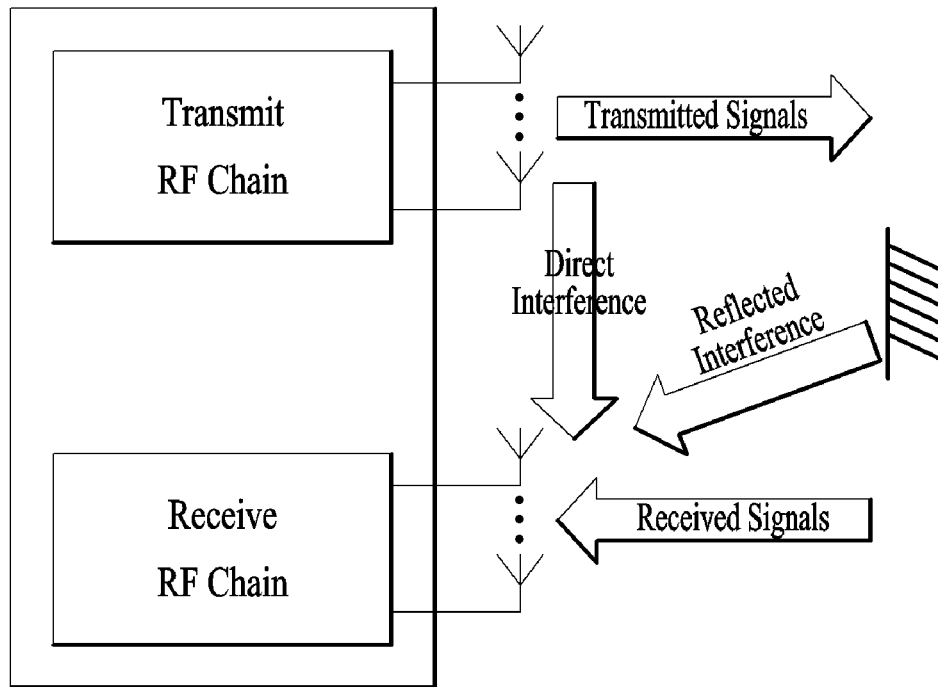 Transmit
RF Chain
Transmitted Signals
Direct
Interference
Reflected
Interference
Receive
RF Chain
Received Signals